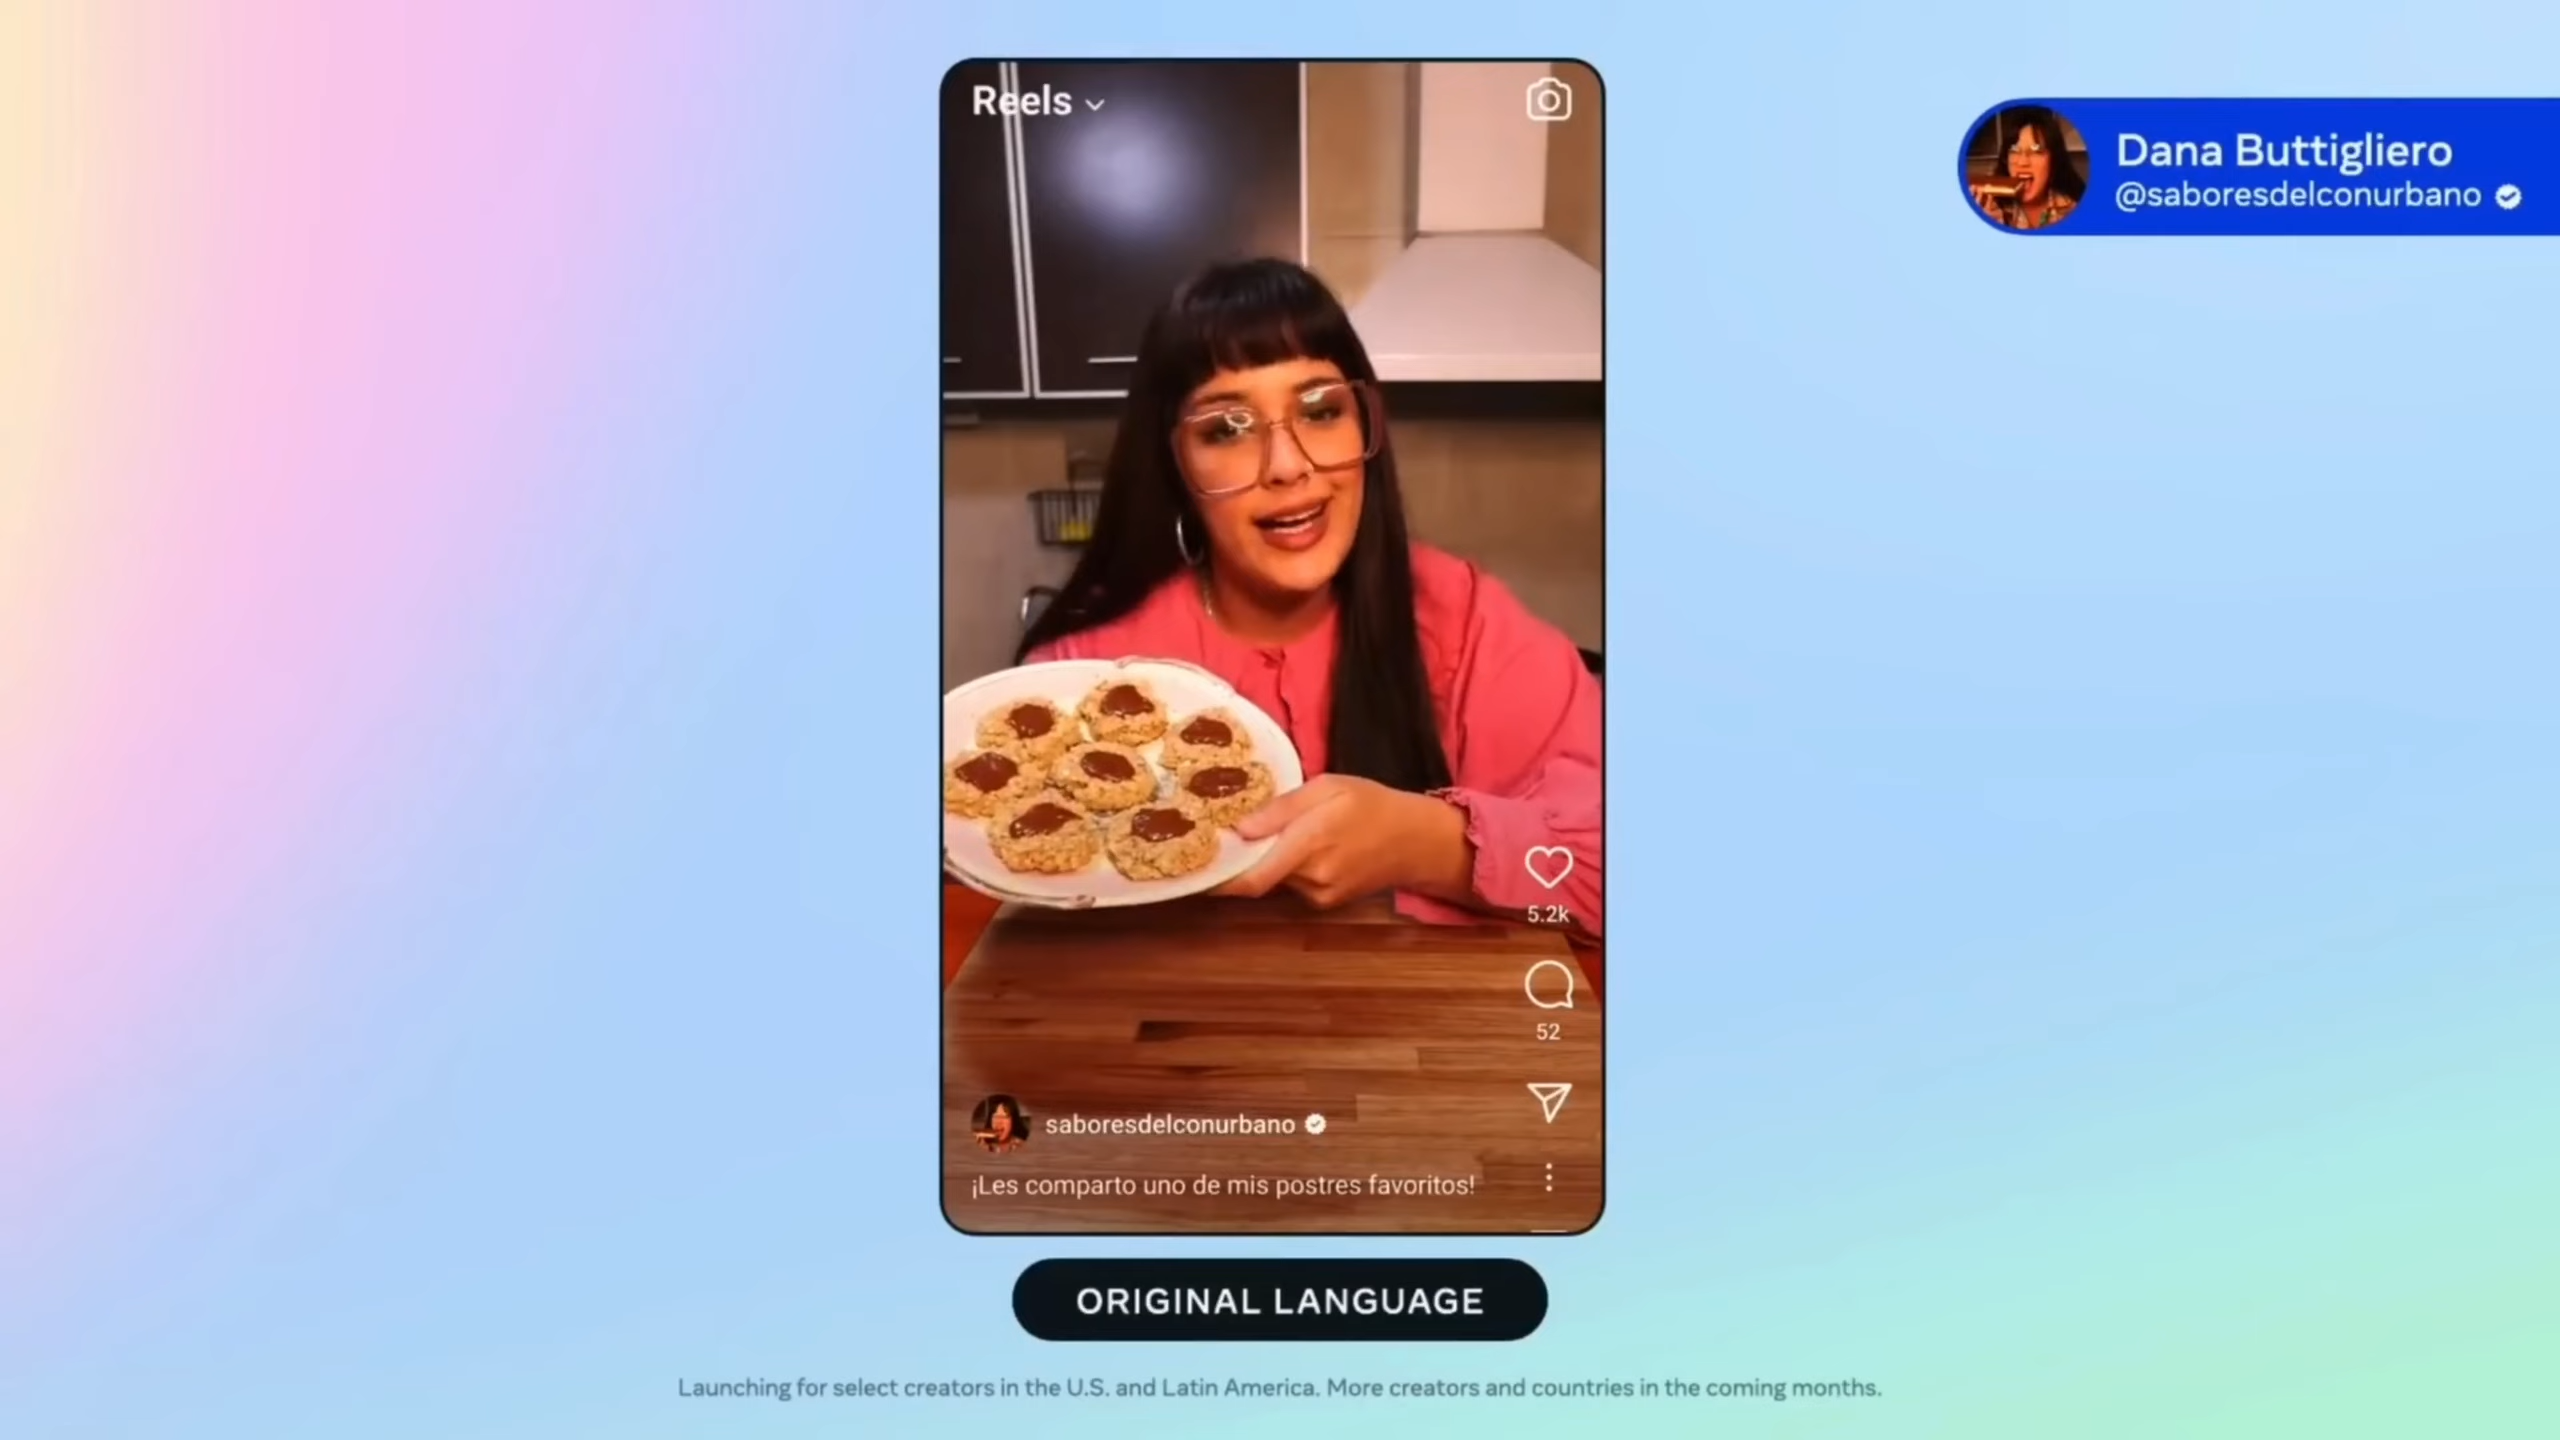 Reels
Dana Buttigliero
@saboresdelconurbano
5.2k
52
saboresdelconurbano
¡Les comparto uno de mis postres favoritos!
ORIGINAL LANGUAGE
Launching for select creators in the U.S. and Latin America. More creators and countries in the coming months.